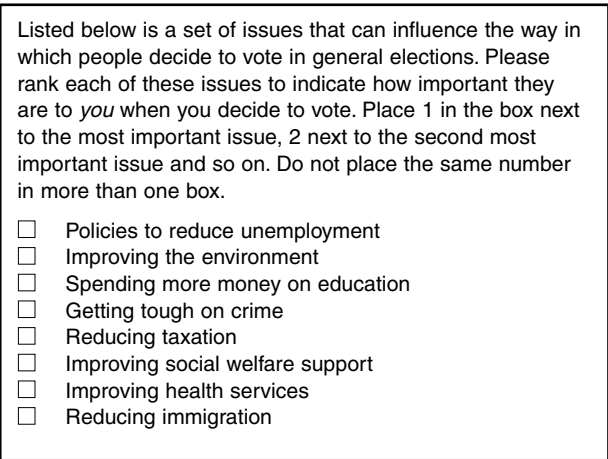 Listed below is a set of issues that can influence the way in
which people decide to vote in general elections. Please
rank each of these issues to indicate how important they
are to you when you decide to vote. Place 1 in the box next
to the most important issue, 2 next to the second most
important issue and so on. Do not place the same number
in more than one box.
☐ Policies to reduce unemployment
☐ Improving the environment
☐ Spending more money on education
☐ Getting tough on crime
☐ Reducing taxation
☐ Improving social welfare support
☐ Improving health services
☐ Reducing immigration